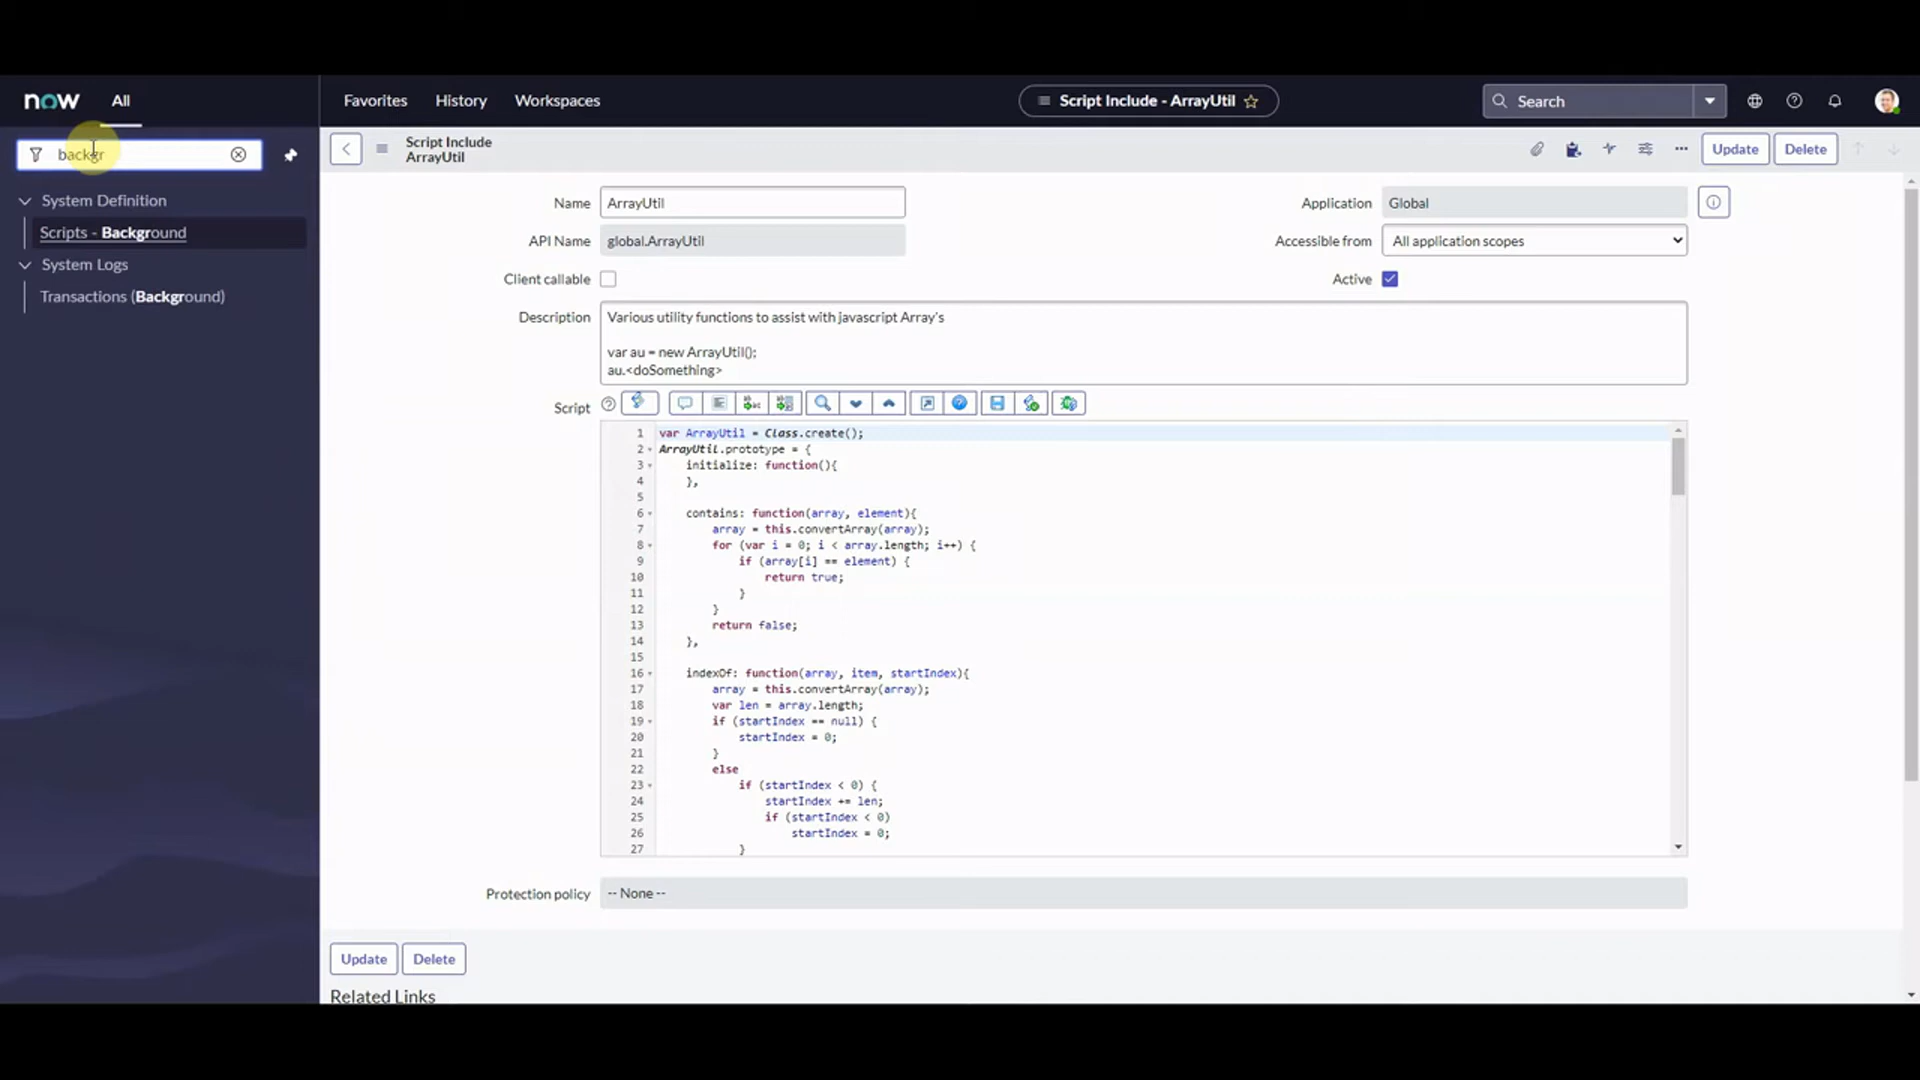 now All Favorites History Workspaces Script Include - ArrayUtil Search
backgr
System Definition
Scripts - Background
System Logs
Transactions (Background)
Script Include
ArrayUtil
Update Delete
Name ArrayUtil
Application Global
API Name global.ArrayUtil
Accessible from All application scopes
Client callable
Active
Description Various utility functions to assist with javascript Array's
var au = new ArrayUtil();
au.<doSomething>
Script
1 var ArrayUtil = Class.create();
2 ArrayUtil.prototype = {
3 initialize: function(){
4 },
5
6 contains: function(array, element){
7 array = this.convertArray(array);
8 for (var i = 0; i < array.length; i++) {
9 if (array[i] == element) {
10 return true;
11 }
12 }
13 return false;
14 },
15
16 indexOf: function(array, item, startIndex){
17 array = this.convertArray(array);
18 var len = array.length;
19 if (startIndex == null) {
20 startIndex = 0;
21 }
22 else
23 if (startIndex < 0) {
24 startIndex += len;
25 if (startIndex < 0)
26 startIndex = 0;
27 }
Protection policy -- None --
Update Delete
Related Links